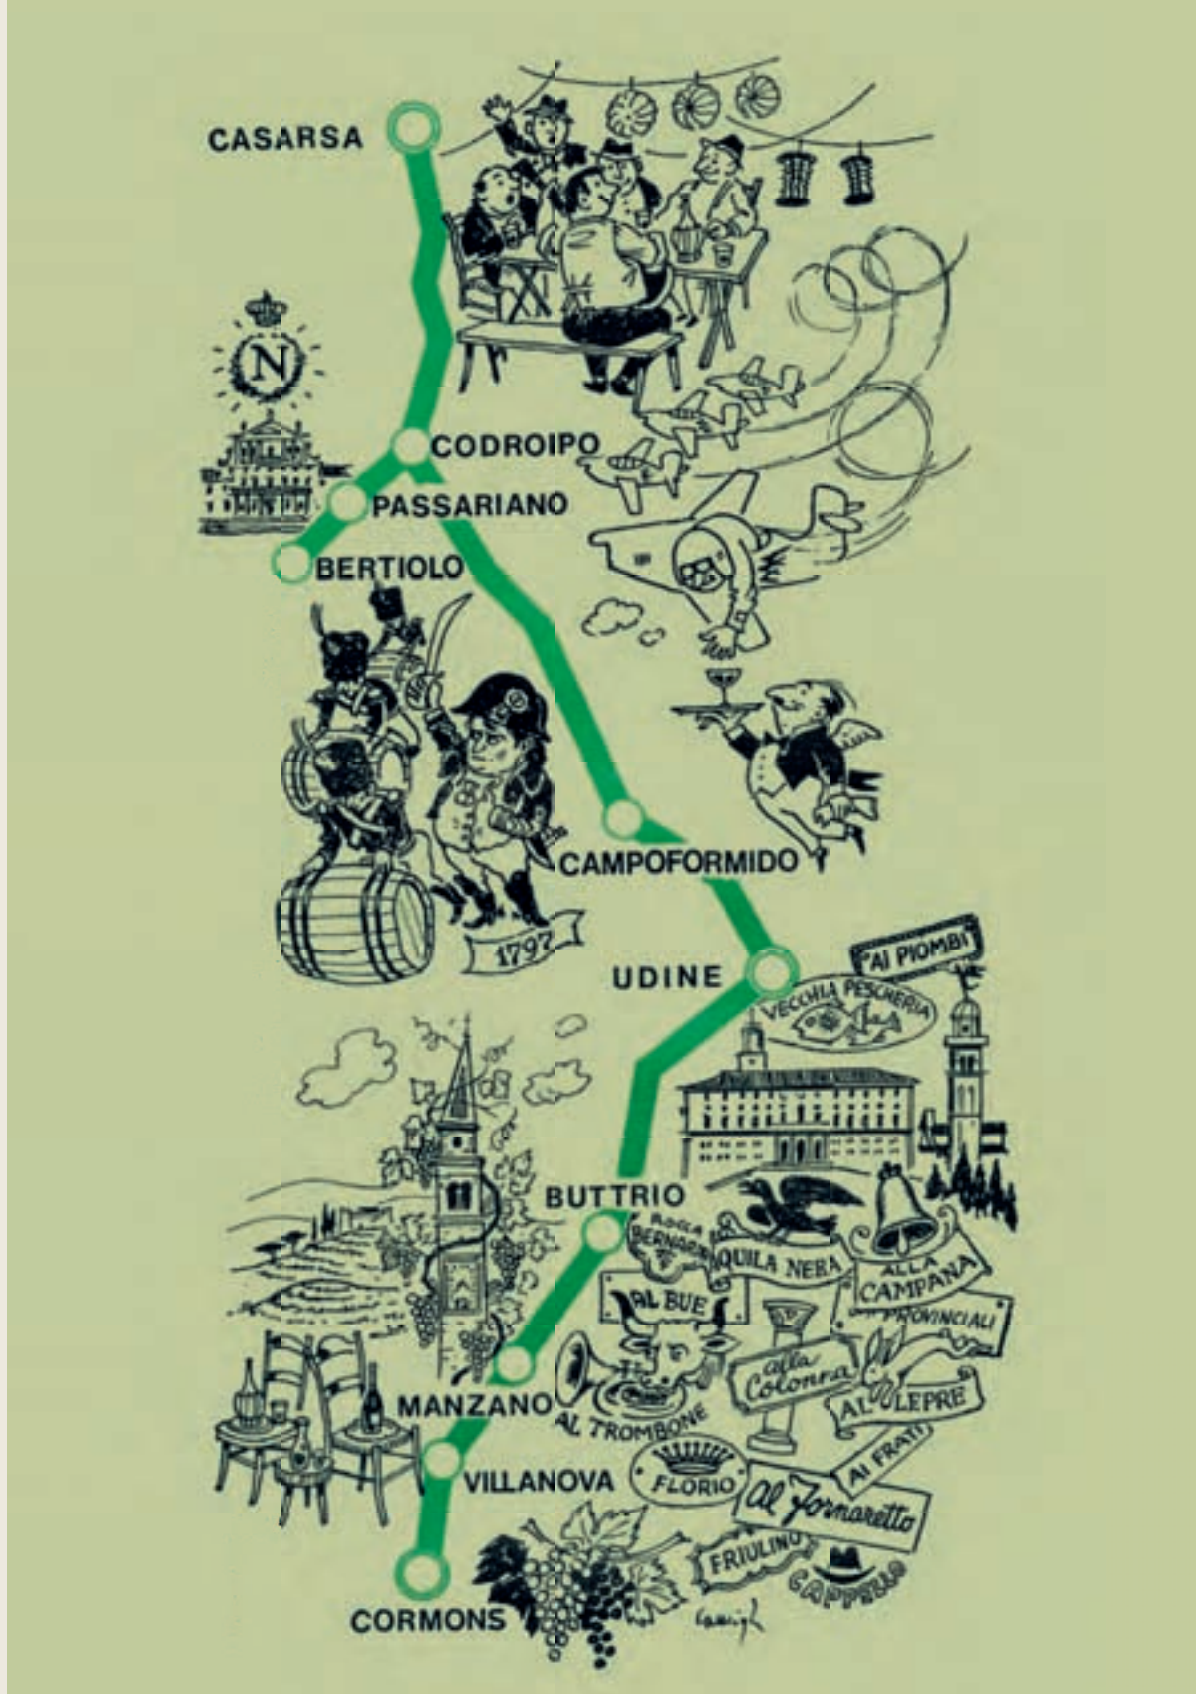 CASARSA
N
CODROIPO
PASSARIANO
BERTIOLO
CAMPOFORMIDO
1797
UDINE
AI PIOMBI
VECCHIA PESCHERIA
BUTTRIO
ROCCA
BERNARDA
AQUILA NERA
ALLA
CAMPANA
AL BUE
PROVINCIALI
alla
Colonna
AL LEPRE
MANZANO
AL TROMBONE
AI FRATI
VILLANOVA
FLORIO
Al Fornaretto
FRIULINO
CAPPELLO
CORMONS